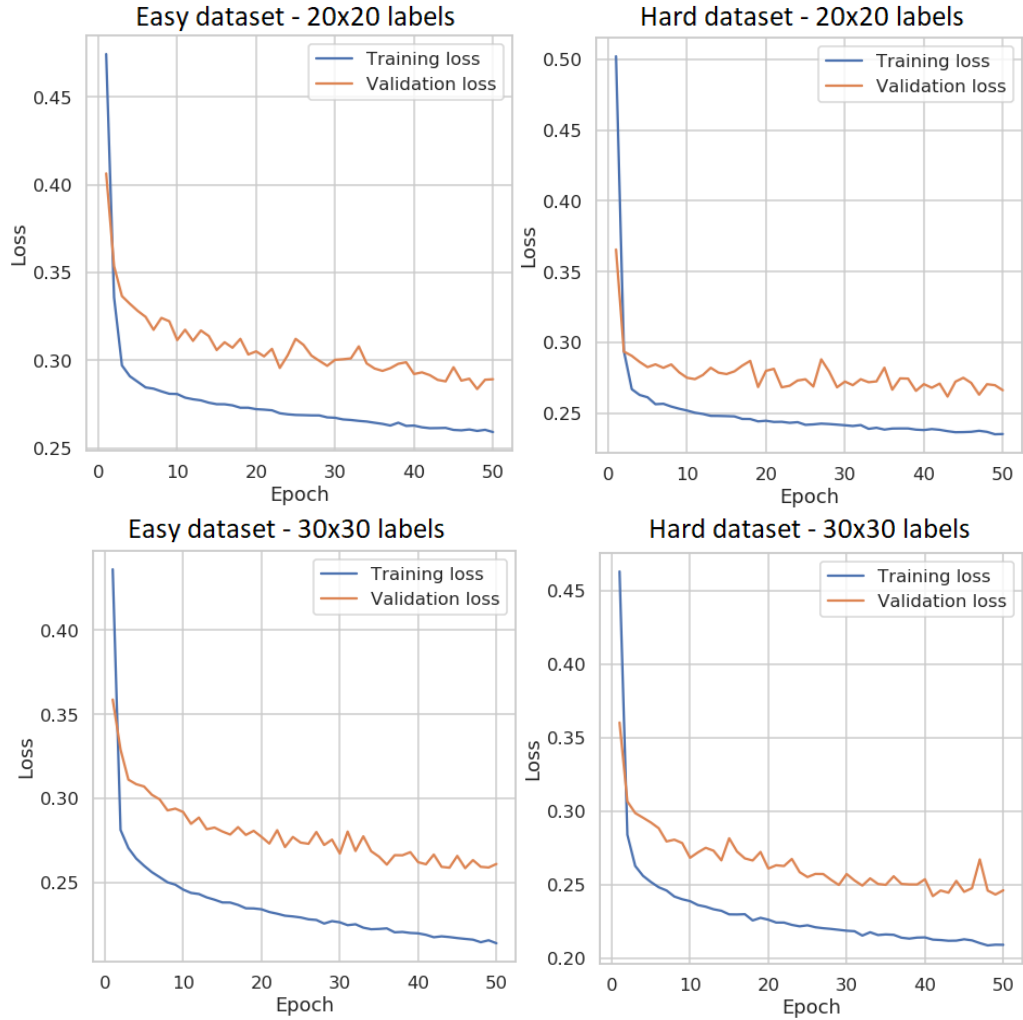 Easy dataset - 20x20 labels
Training loss
Validation loss
0.45
0.40
0.35
0.30
0.25
Loss
0 10 20 30 40 50
Epoch
Hard dataset - 20x20 labels
Training loss
Validation loss
0.50
0.45
0.40
0.35
0.30
0.25
Loss
0 10 20 30 40 50
Epoch
Easy dataset - 30x30 labels
Training loss
Validation loss
0.40
0.35
0.30
0.25
Loss
0 10 20 30 40 50
Epoch
Hard dataset - 30x30 labels
Training loss
Validation loss
0.45
0.40
0.35
0.30
0.25
0.20
Loss
0 10 20 30 40 50
Epoch